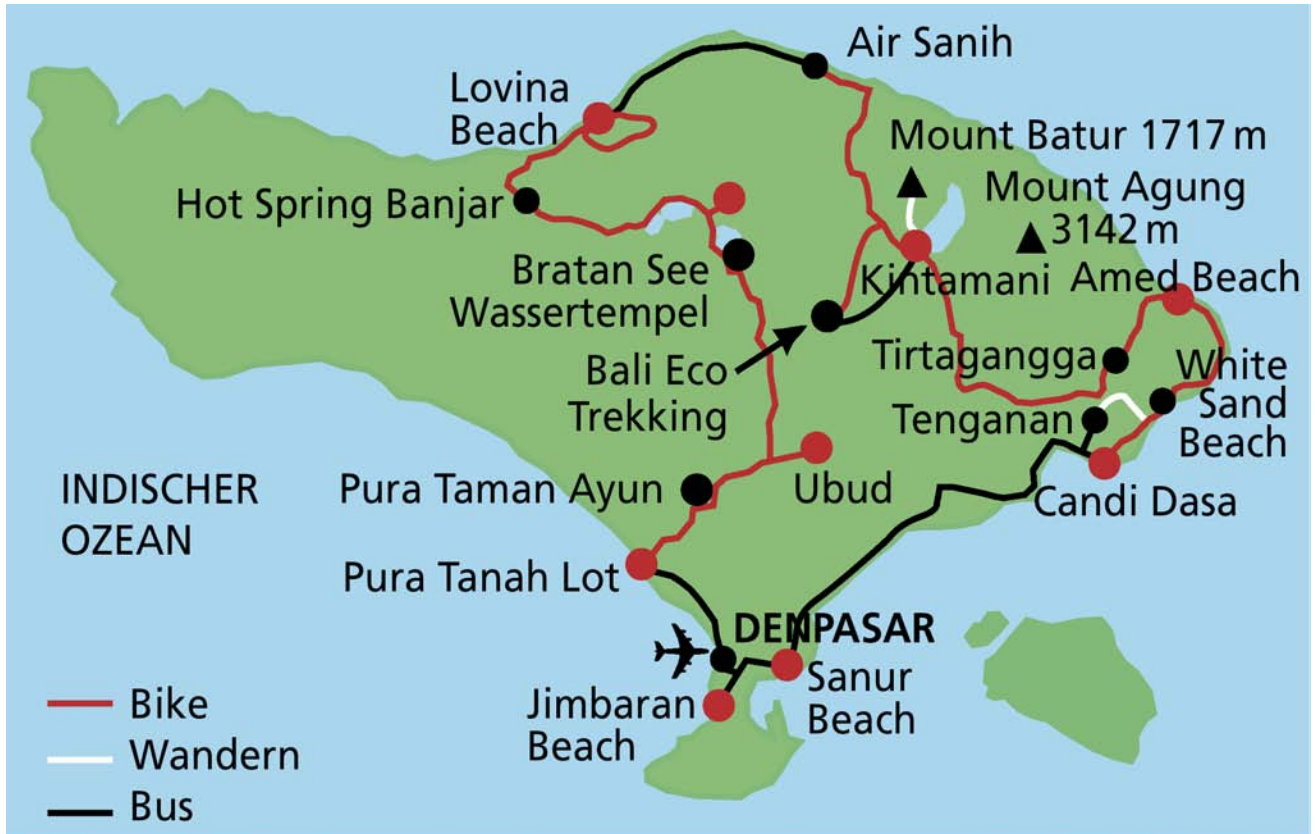 Air Sanih
Lovina
Beach
Mount Batur 1717 m
Mount Agung
3142 m
Hot Spring Banjar
Bratan See
Wassertempel
Kintamani
Amed Beach
Bali Eco
Trekking
Tirtagangga
White
Sand
Beach
Tenganan
INDISCHER
OZEAN
Pura Taman Ayun
Ubud
Candi Dasa
Pura Tanah Lot
DENPASAR
Sanur
Beach
Jimbaran
Beach
Bike
Wandern
Bus